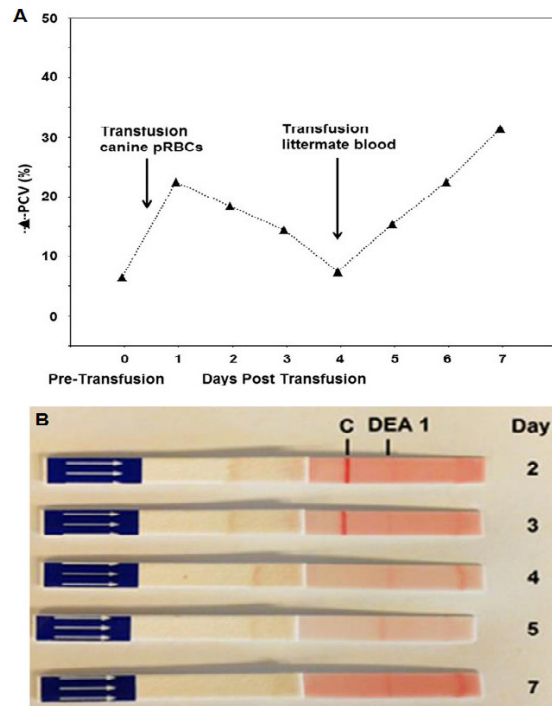 A
50
40
30
20
10
0
PCV (%)
Transfusion
canine pRBCs
Transfusion
littermate blood
0 1 2 3 4 5 6 7
Pre-Transfusion Days Post Transfusion
B
C DEA 1 Day
2
3
4
5
7